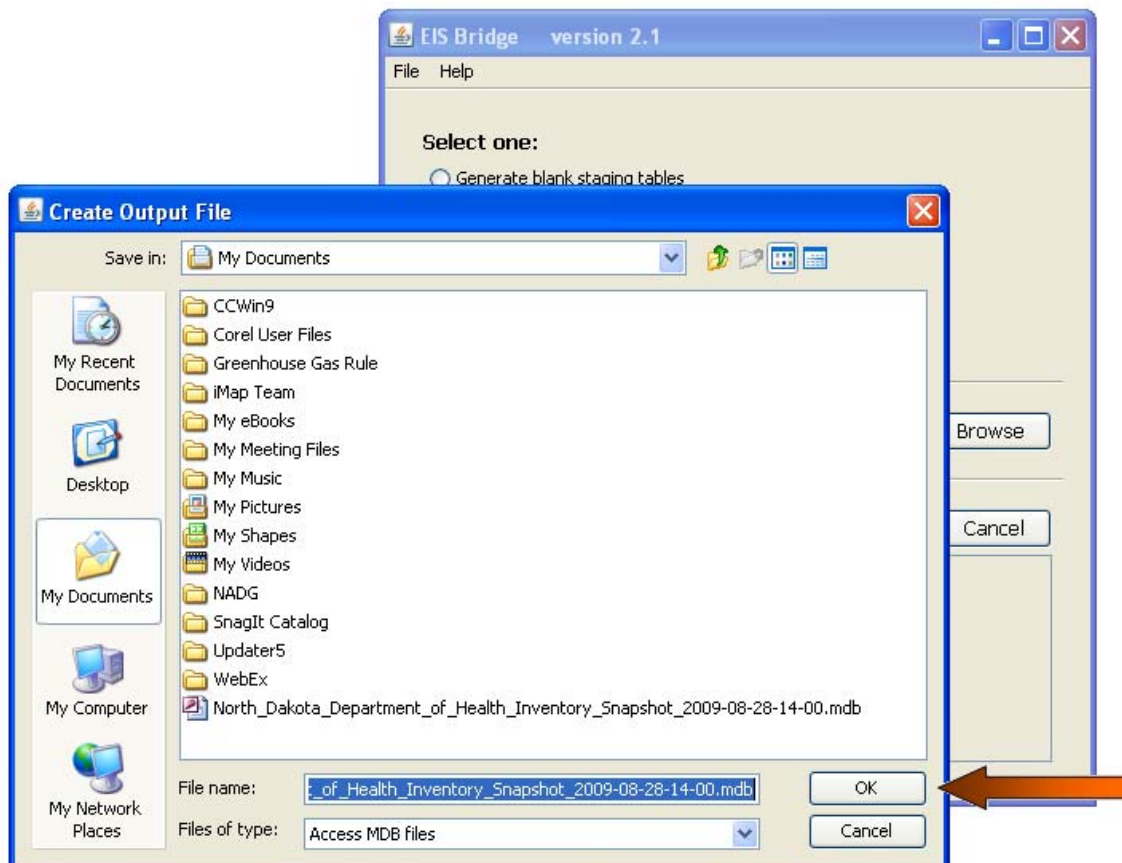 EIS Bridge version 2.1
File Help
Select one:
Generate blank staging tables
Browse
Cancel
Create Output File
Save in: My Documents
My Recent
Documents
Desktop
My Documents
My Computer
My Network
Places
CCWin9
Corel User Files
Greenhouse Gas Rule
iMap Team
My eBooks
My Meeting Files
My Music
My Pictures
My Shapes
My Videos
NADG
SnagIt Catalog
Updater5
WebEx
North_Dakota_Department_of_Health_Inventory_Snapshot_2009-08-28-14-00.mdb
File name: _of_Health_Inventory_Snapshot_2009-08-28-14-00.mdb OK
Files of type: Access MDB files Cancel